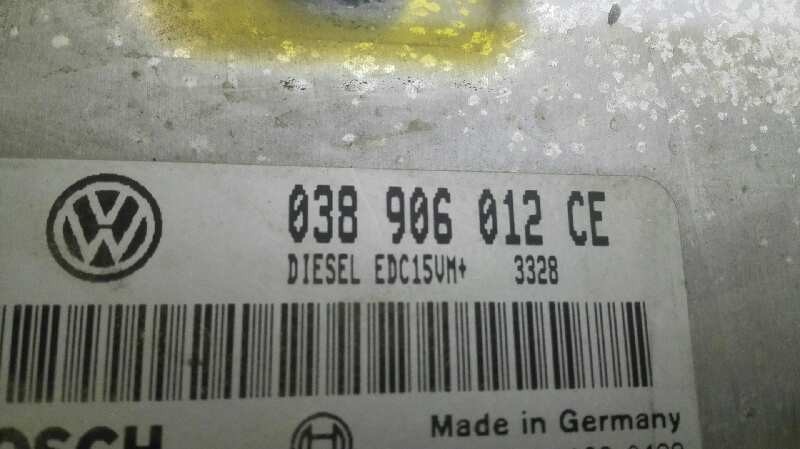 038 906 012 CE
DIESEL EDC15VM+ 3328
Made in Germany